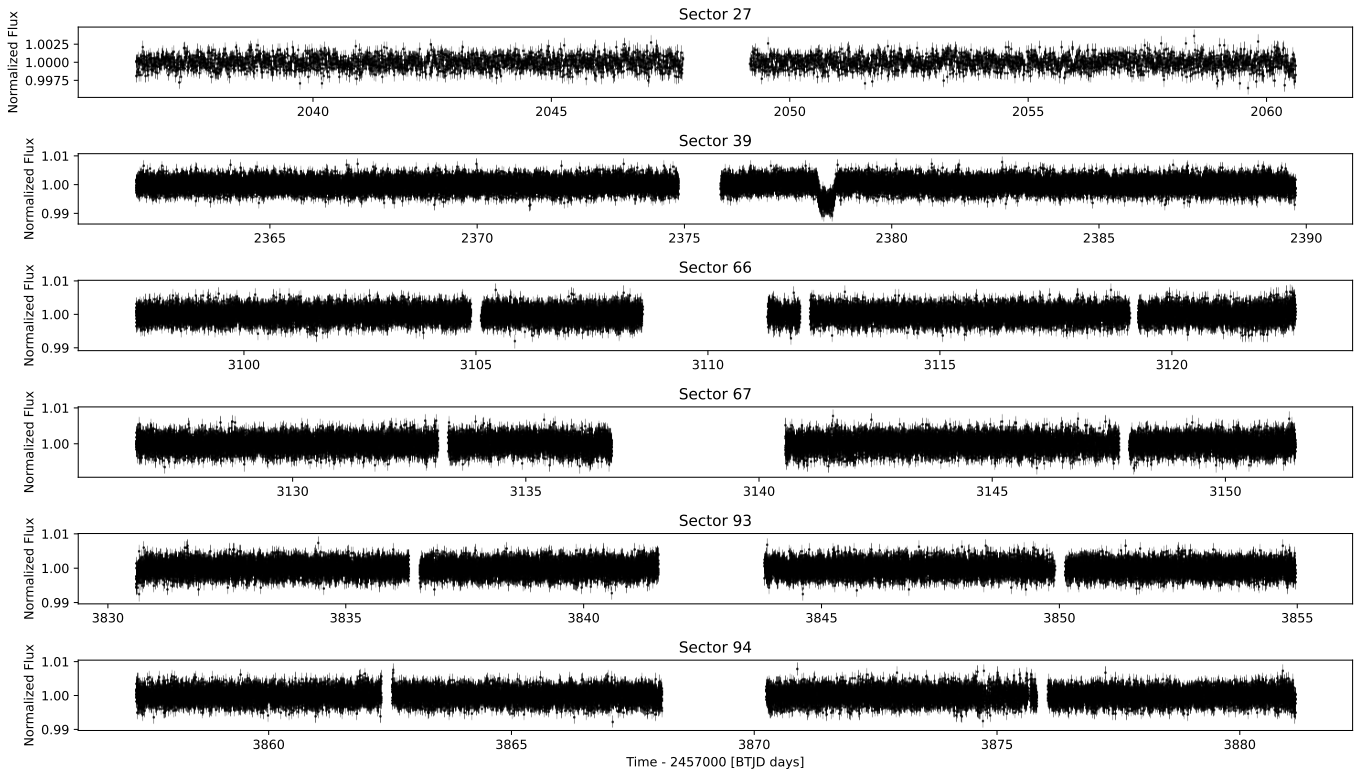 Sector 27
Normalized Flux
1.0025
1.0000
0.9975
2040 2045 2050 2055 2060
Sector 39
Normalized Flux
1.01
1.00
0.99
2365 2370 2375 2380 2385 2390
Sector 66
Normalized Flux
1.01
1.00
0.99
3100 3105 3110 3115 3120
Sector 67
Normalized Flux
1.01
1.00
3130 3135 3140 3145 3150
Sector 93
Normalized Flux
1.01
1.00
0.99
3830 3835 3840 3845 3850 3855
Sector 94
Normalized Flux
1.01
1.00
0.99
3860 3865 3870 3875 3880
Time - 2457000 [BTJD days]